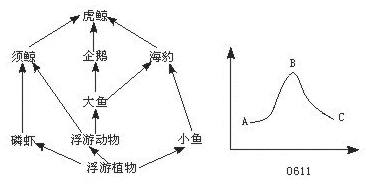 虎鲸
须鲸 企鹅 海豹
大鱼
磷虾 浮游动物 小鱼
浮游植物
B
A C
0611